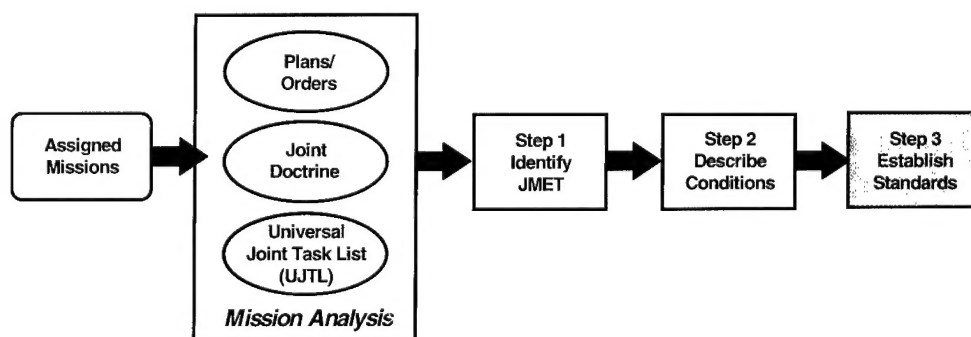 Assigned
Missions
Plans/
Orders
Joint
Doctrine
Universal
Joint Task List
(UJTL)
Mission Analysis
Step 1
Identify
JMET
Step 2
Describe
Conditions
Step 3
Establish
Standards